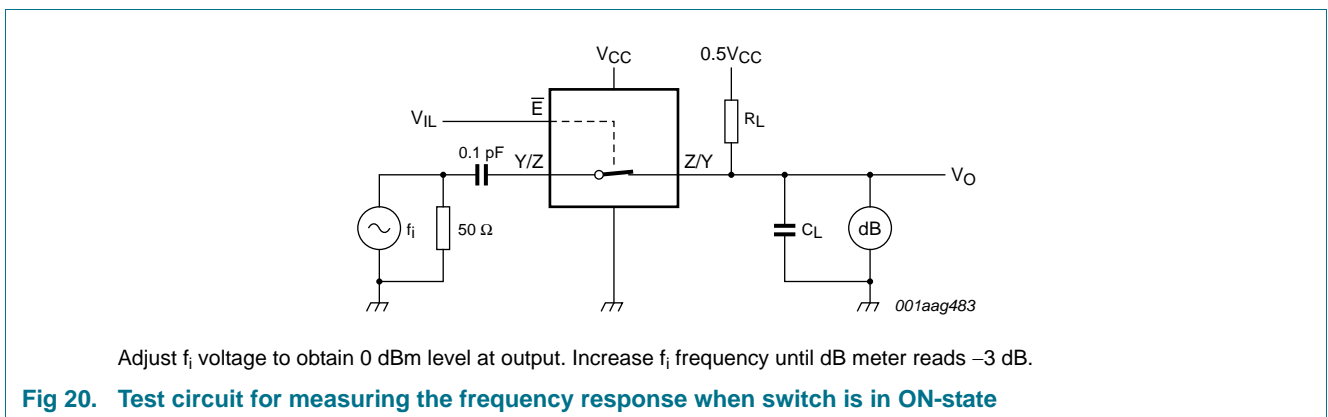 VCC 0.5VCC
E̅
VIL RL
0.1 pF Y/Z Z/Y
VO
fi 50 Ω CL dB
001aag483
Adjust fi voltage to obtain 0 dBm level at output. Increase fi frequency until dB meter reads −3 dB.
Fig 20. Test circuit for measuring the frequency response when switch is in ON-state